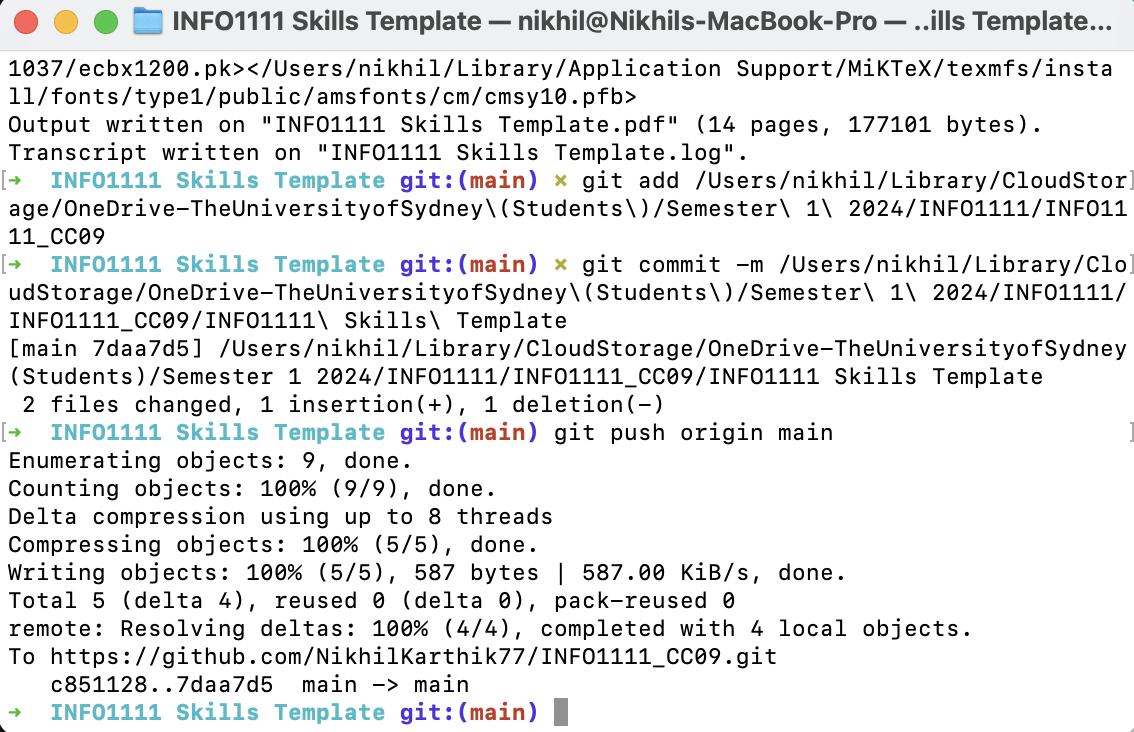 INFO1111 Skills Template — nikhil@Nikhils-MacBook-Pro — ..ills Template...
1037/ecbx1200.pk></Users/nikhil/Library/Application Support/MiKTeX/texmfs/insta
ll/fonts/type1/public/amsfonts/cm/cmsy10.pfb>
Output written on "INFO1111 Skills Template.pdf" (14 pages, 177101 bytes).
Transcript written on "INFO1111 Skills Template.log".
[➜  INFO1111 Skills Template git:(main) ✗ git add /Users/nikhil/Library/CloudStor]
age/OneDrive-TheUniversityofSydney\(Students\)/Semester\ 1\ 2024/INFO1111/INFO11
11_CC09
[➜  INFO1111 Skills Template git:(main) ✗ git commit -m /Users/nikhil/Library/Clo]
udStorage/OneDrive-TheUniversityofSydney\(Students\)/Semester\ 1\ 2024/INFO1111/
INFO1111_CC09/INFO1111\ Skills\ Template
[main 7daa7d5] /Users/nikhil/Library/CloudStorage/OneDrive-TheUniversityofSydney
(Students)/Semester 1 2024/INFO1111/INFO1111_CC09/INFO1111 Skills Template
 2 files changed, 1 insertion(+), 1 deletion(-)
[➜  INFO1111 Skills Template git:(main) git push origin main ]
Enumerating objects: 9, done.
Counting objects: 100% (9/9), done.
Delta compression using up to 8 threads
Compressing objects: 100% (5/5), done.
Writing objects: 100% (5/5), 587 bytes | 587.00 KiB/s, done.
Total 5 (delta 4), reused 0 (delta 0), pack-reused 0
remote: Resolving deltas: 100% (4/4), completed with 4 local objects.
To https://github.com/NikhilKarthik77/INFO1111_CC09.git
   c851128..7daa7d5  main -> main
➜  INFO1111 Skills Template git:(main)